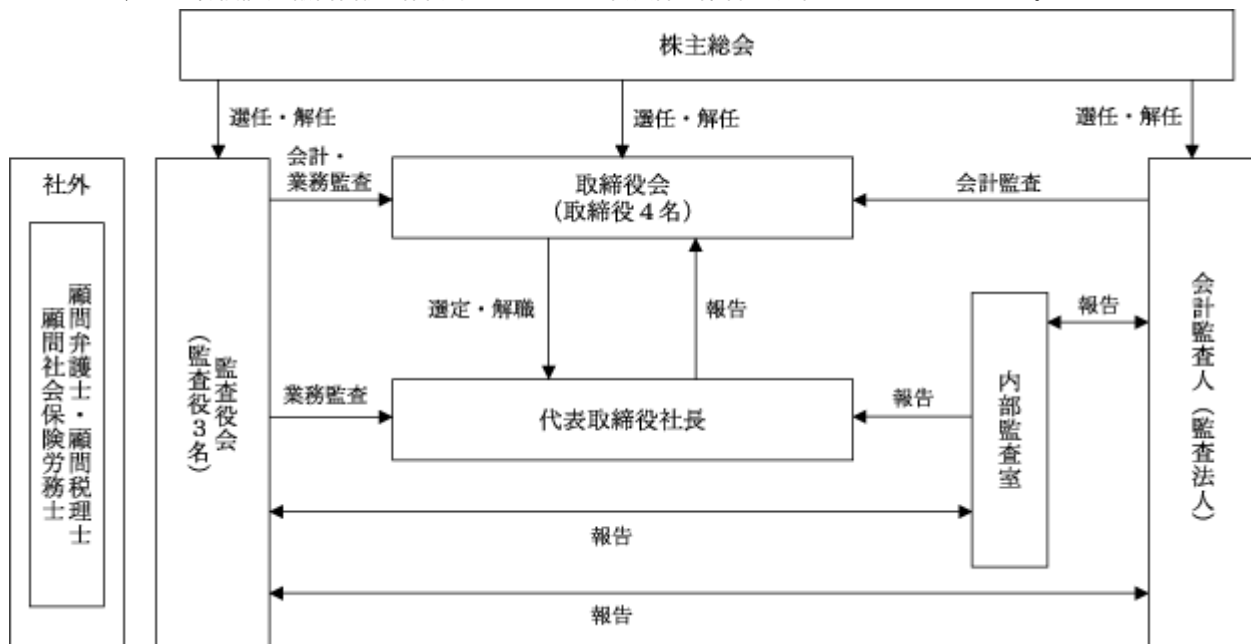 株主総会
選任・解任
選任・解任
選任・解任
社外
顧問弁護士・顧問税理士
顧問社会保険労務士
監査役会
（監査役３名）
会計・
業務監査
取締役会
（取締役４名）
会計監査
会計監査人（監査法人）
選定・解職
報告
報告
内部監査室
業務監査
代表取締役社長
報告
報告
報告